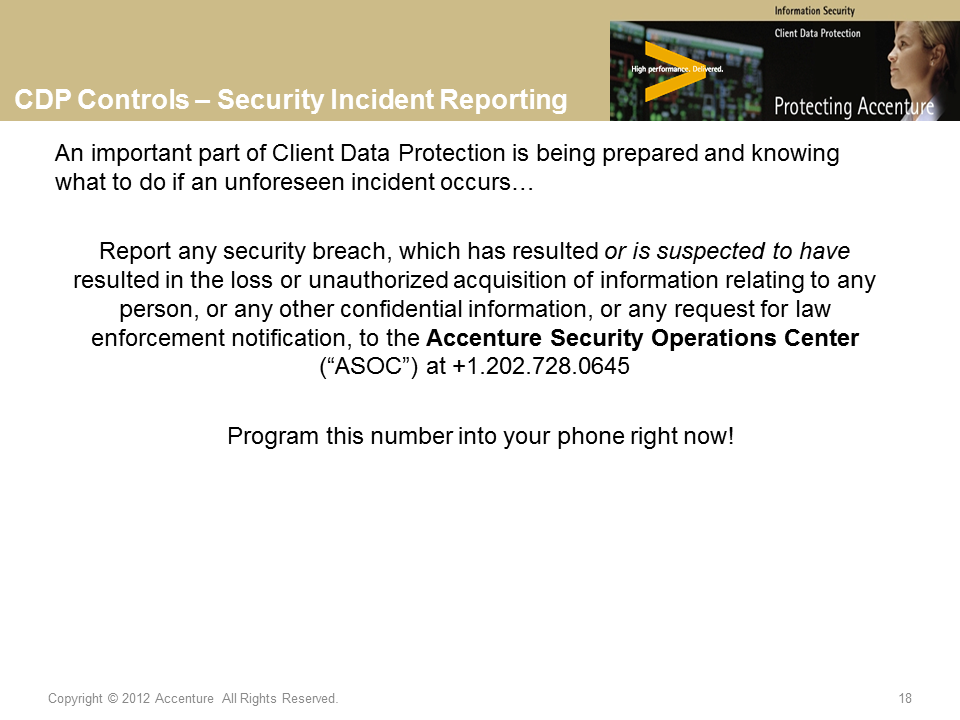 Information Security
Client Data Protection
High performance. Delivered.
Protecting Accenture
CDP Controls – Security Incident Reporting
An important part of Client Data Protection is being prepared and knowing
what to do if an unforeseen incident occurs…
Report any security breach, which has resulted or is suspected to have
resulted in the loss or unauthorized acquisition of information relating to any
person, or any other confidential information, or any request for law
enforcement notification, to the Accenture Security Operations Center
(“ASOC”) at +1.202.728.0645
Program this number into your phone right now!
Copyright © 2012 Accenture All Rights Reserved.
18